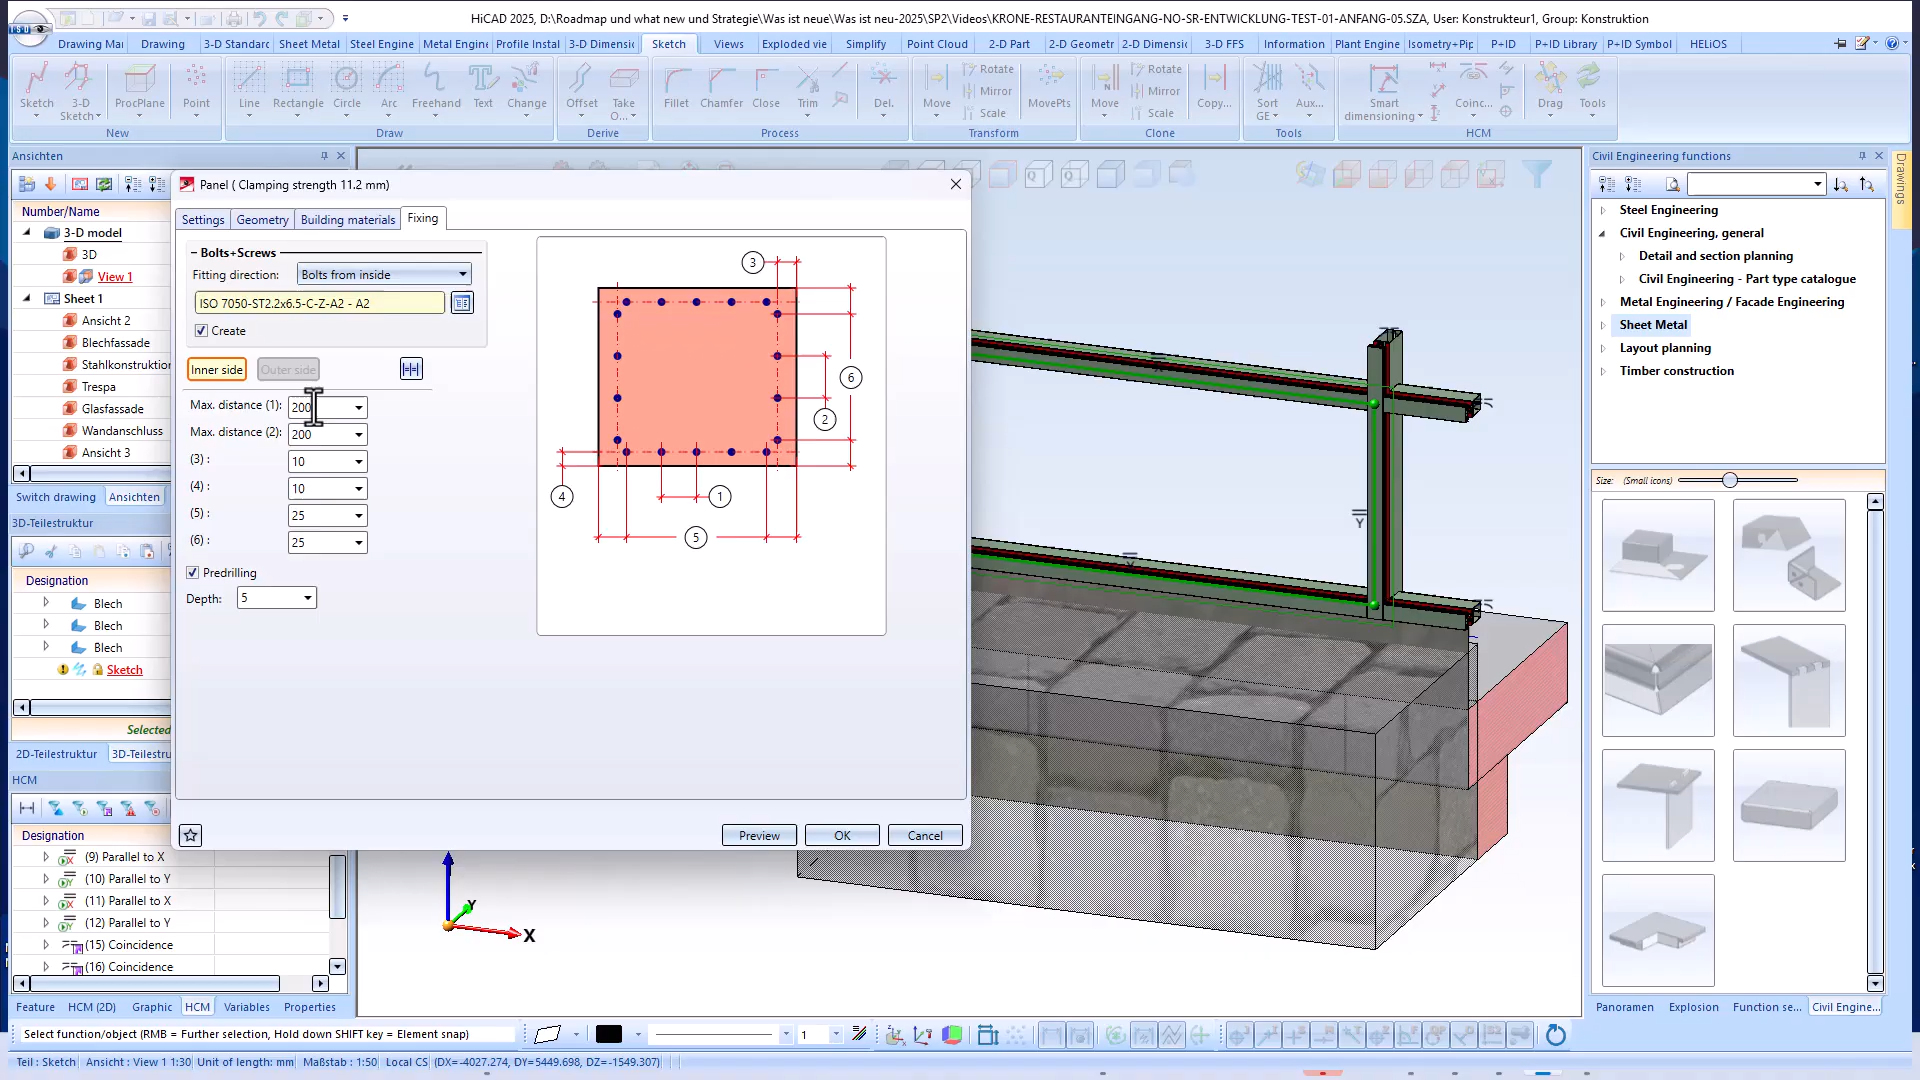 HiCAD 2025, D:\Roadmap und what new und Strategie\Was ist neue\Was ist neu-2025\SP2\Videos\KRONE-RESTAURANTEINGANG-NO-SR-ENTWICKLUNG-TEST-01-ANFANG-05.SZA, User: Konstrukteur1, Group: Konstruktion
Drawing Mai Drawing 3-D Standard Sheet Metal Steel Engine Metal Engine Profile Instal 3-D Dimensi Sketch Views Exploded vie Simplify Point Cloud 2-D Part 2-D Geometr 2-D Dimensi 3-D FFS Information Plant Engine Isometry+Pip P+ID P+ID Library P+ID Symbol HELiOS
Rotate
Mirror
Scale
Rotate
Mirror
Scale
Sketch 3-D Sketch ProcPlane Point Line Rectangle Circle Arc Freehand Text Change Offset Take O... Fillet Chamfer Close Trim Del. Move MovePts Move Copy... Sort GE Aux... Smart dimensioning Coinc... Drag Tools
New Draw Derive Process Transform Clone Tools HCM
Ansichten
Number/Name
3-D model
3D
View 1
Sheet 1
Ansicht 2
Blechfassade
Stahlkonstruktion
Trespa
Glasfassade
Wandanschluss
Ansicht 3
Switch drawing Ansichten
3D-Teilestruktur
Designation
Blech
Blech
Blech
Sketch
Selected
2D-Teilestruktur 3D-Teilestru
HCM
Designation
(9) Parallel to X
(10) Parallel to Y
(11) Parallel to X
(12) Parallel to Y
(15) Coincidence
(16) Coincidence
Feature HCM (2D) Graphic HCM Variables Properties
Panel ( Clamping strength 11.2 mm)
Settings Geometry Building materials Fixing
Bolts+Screws
Fitting direction: Bolts from inside
ISO 7050-ST2.2x6.5-C-Z-A2 - A2
Create
Inner side Outer side
Max. distance (1): 200
Max. distance (2): 200
(3) : 10
(4) : 10
(5) : 25
(6) : 25
Predrilling
Depth: 5
3
6
2
4
1
5
Preview OK Cancel
Y
X
Y
Civil Engineering functions
Steel Engineering
Civil Engineering, general
Detail and section planning
Civil Engineering - Part type catalogue
Metal Engineering / Facade Engineering
Sheet Metal
Layout planning
Timber construction
Size: (Small icons)
Panoramen Explosion Function se... Civil Engine...
Drawings
Select function/object (RMB = Further selection, Hold down SHIFT key = Element snap)
1
Teil : Sketch Ansicht : View 1 1:30 Unit of length: mm Maßstab : 1:50 Local CS (DX=-4027.274, DY=5449.698, DZ=-1549.307)